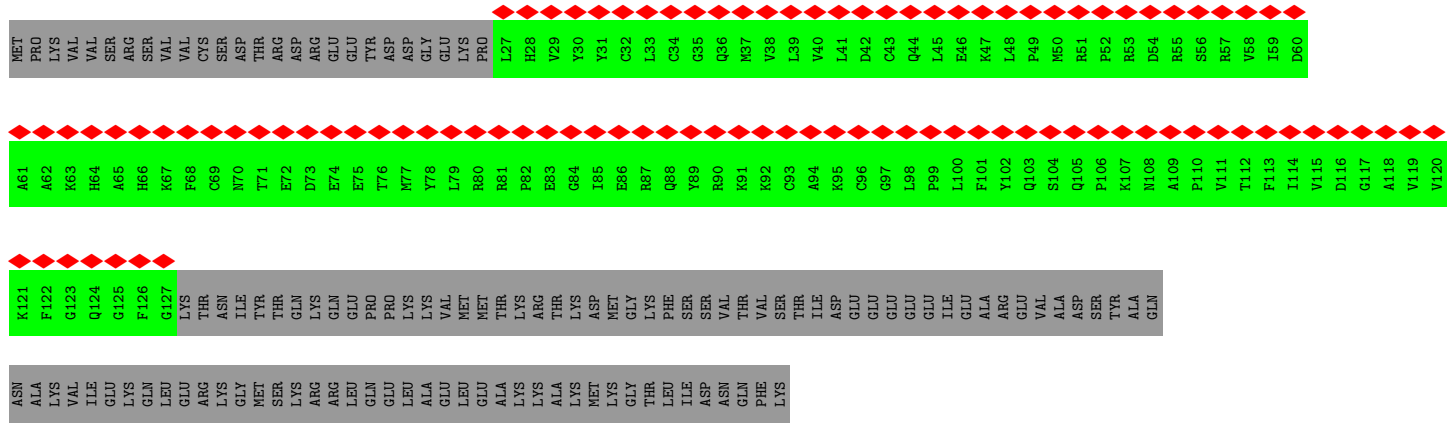 MET PRO LYS VAL VAL SER ARG SER VAL VAL CYS SER ASP THR ARG ASP ARG GLU GLU TYR ASP ASP GLY GLU LYS PRO L27 H28 V29 Y30 Y31 C32 L33 C34 G35 Q36 M37 V38 L39 V40 L41 D42 C43 Q44 L45 E46 K47 L48 P49 M50 R51 P52 R53 D54 R55 S56 R57 V58 I59 D60
A61 A62 K63 H64 A65 H66 K67 F68 C69 N70 T71 E72 D73 E74 E75 T76 M77 Y78 L79 R80 R81 P82 E83 G84 I85 E86 R87 Q88 Y89 R90 K91 K92 C93 A94 K95 C96 G97 L98 P99 L100 F101 Y102 Q103 S104 Q105 P106 K107 N108 A109 P110 V111 T112 F113 I114 V115 D116 G117 A118 V119 V120
K121 F122 G123 Q124 G125 F126 G127 LYS THR ASN ILE TYR THR GLN LYS GLN GLU PRO PRO LYS LYS VAL MET MET THR LYS ARG THR LYS ASP MET GLY LYS PHE SER SER VAL THR VAL SER THR ILE ASP GLU GLU GLU GLU GLU ILE GLU ALA ARG GLU VAL ALA ASP SER TYR ALA GLN
ASN ALA LYS VAL ILE GLU LYS GLN LEU GLU ARG LYS GLY MET SER LYS ARG ARG LEU GLN GLU LEU ALA GLU LEU GLU ALA LYS LYS ALA LYS MET LYS GLY THR LEU ILE ASP ASN GLN PHE LYS